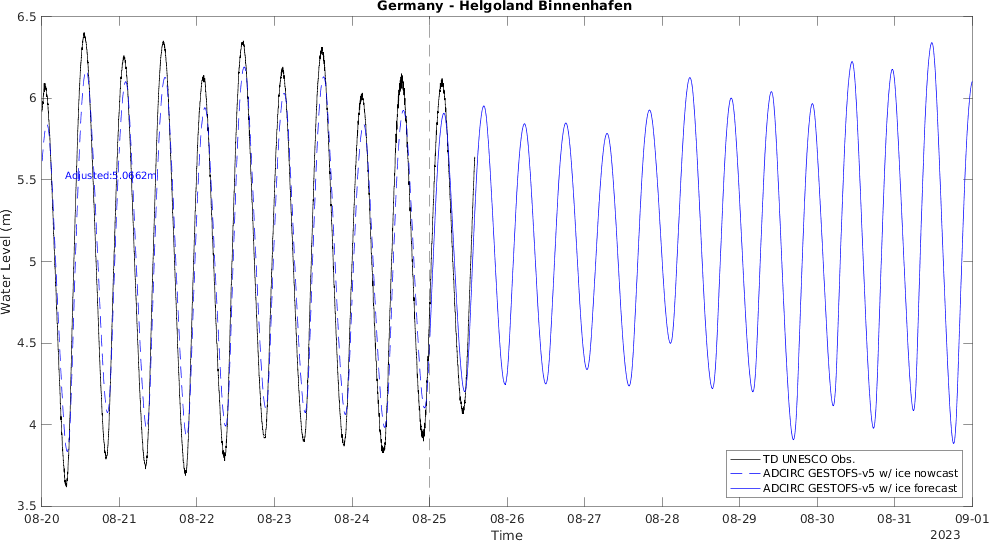 Germany - Helgoland Binnenhafen
6.5
6
5.5
5
4.5
4
3.5
Water Level (m)
Adjusted:5.0662m
TD UNESCO Obs.
ADCIRC GESTOFS-v5 w/ ice nowcast
ADCIRC GESTOFS-v5 w/ ice forecast
08-20 08-21 08-22 08-23 08-24 08-25 08-26 08-27 08-28 08-29 08-30 08-31 09-01
Time
2023